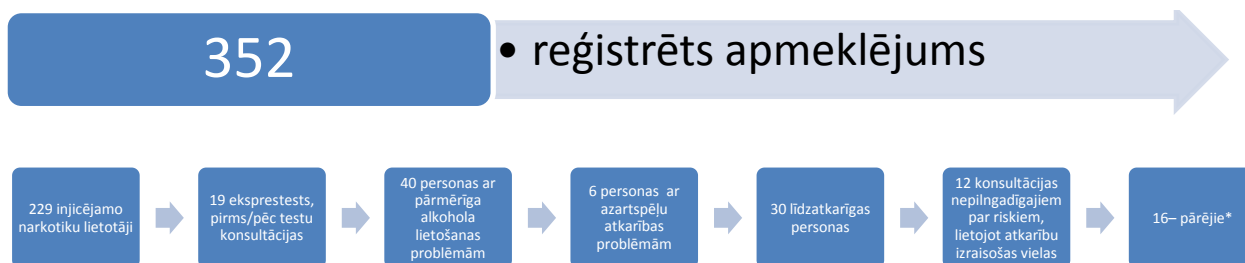 352
• reģistrēts apmeklējums
229 injicējamo
narkotiku lietotāji
19 eksprestests,
pirms/pēc testu
konsultācijas
40 personas ar
pārmērīga
alkohola
lietošanas
problēmām
6 personas ar
azartspēļu
atkarības
problēmām
30 līdzatkarīgas
personas
12 konsultācijas
nepilngadīgajiem
par riskiem,
lietojot atkarību
izraisošas vielas
16– pārējie*